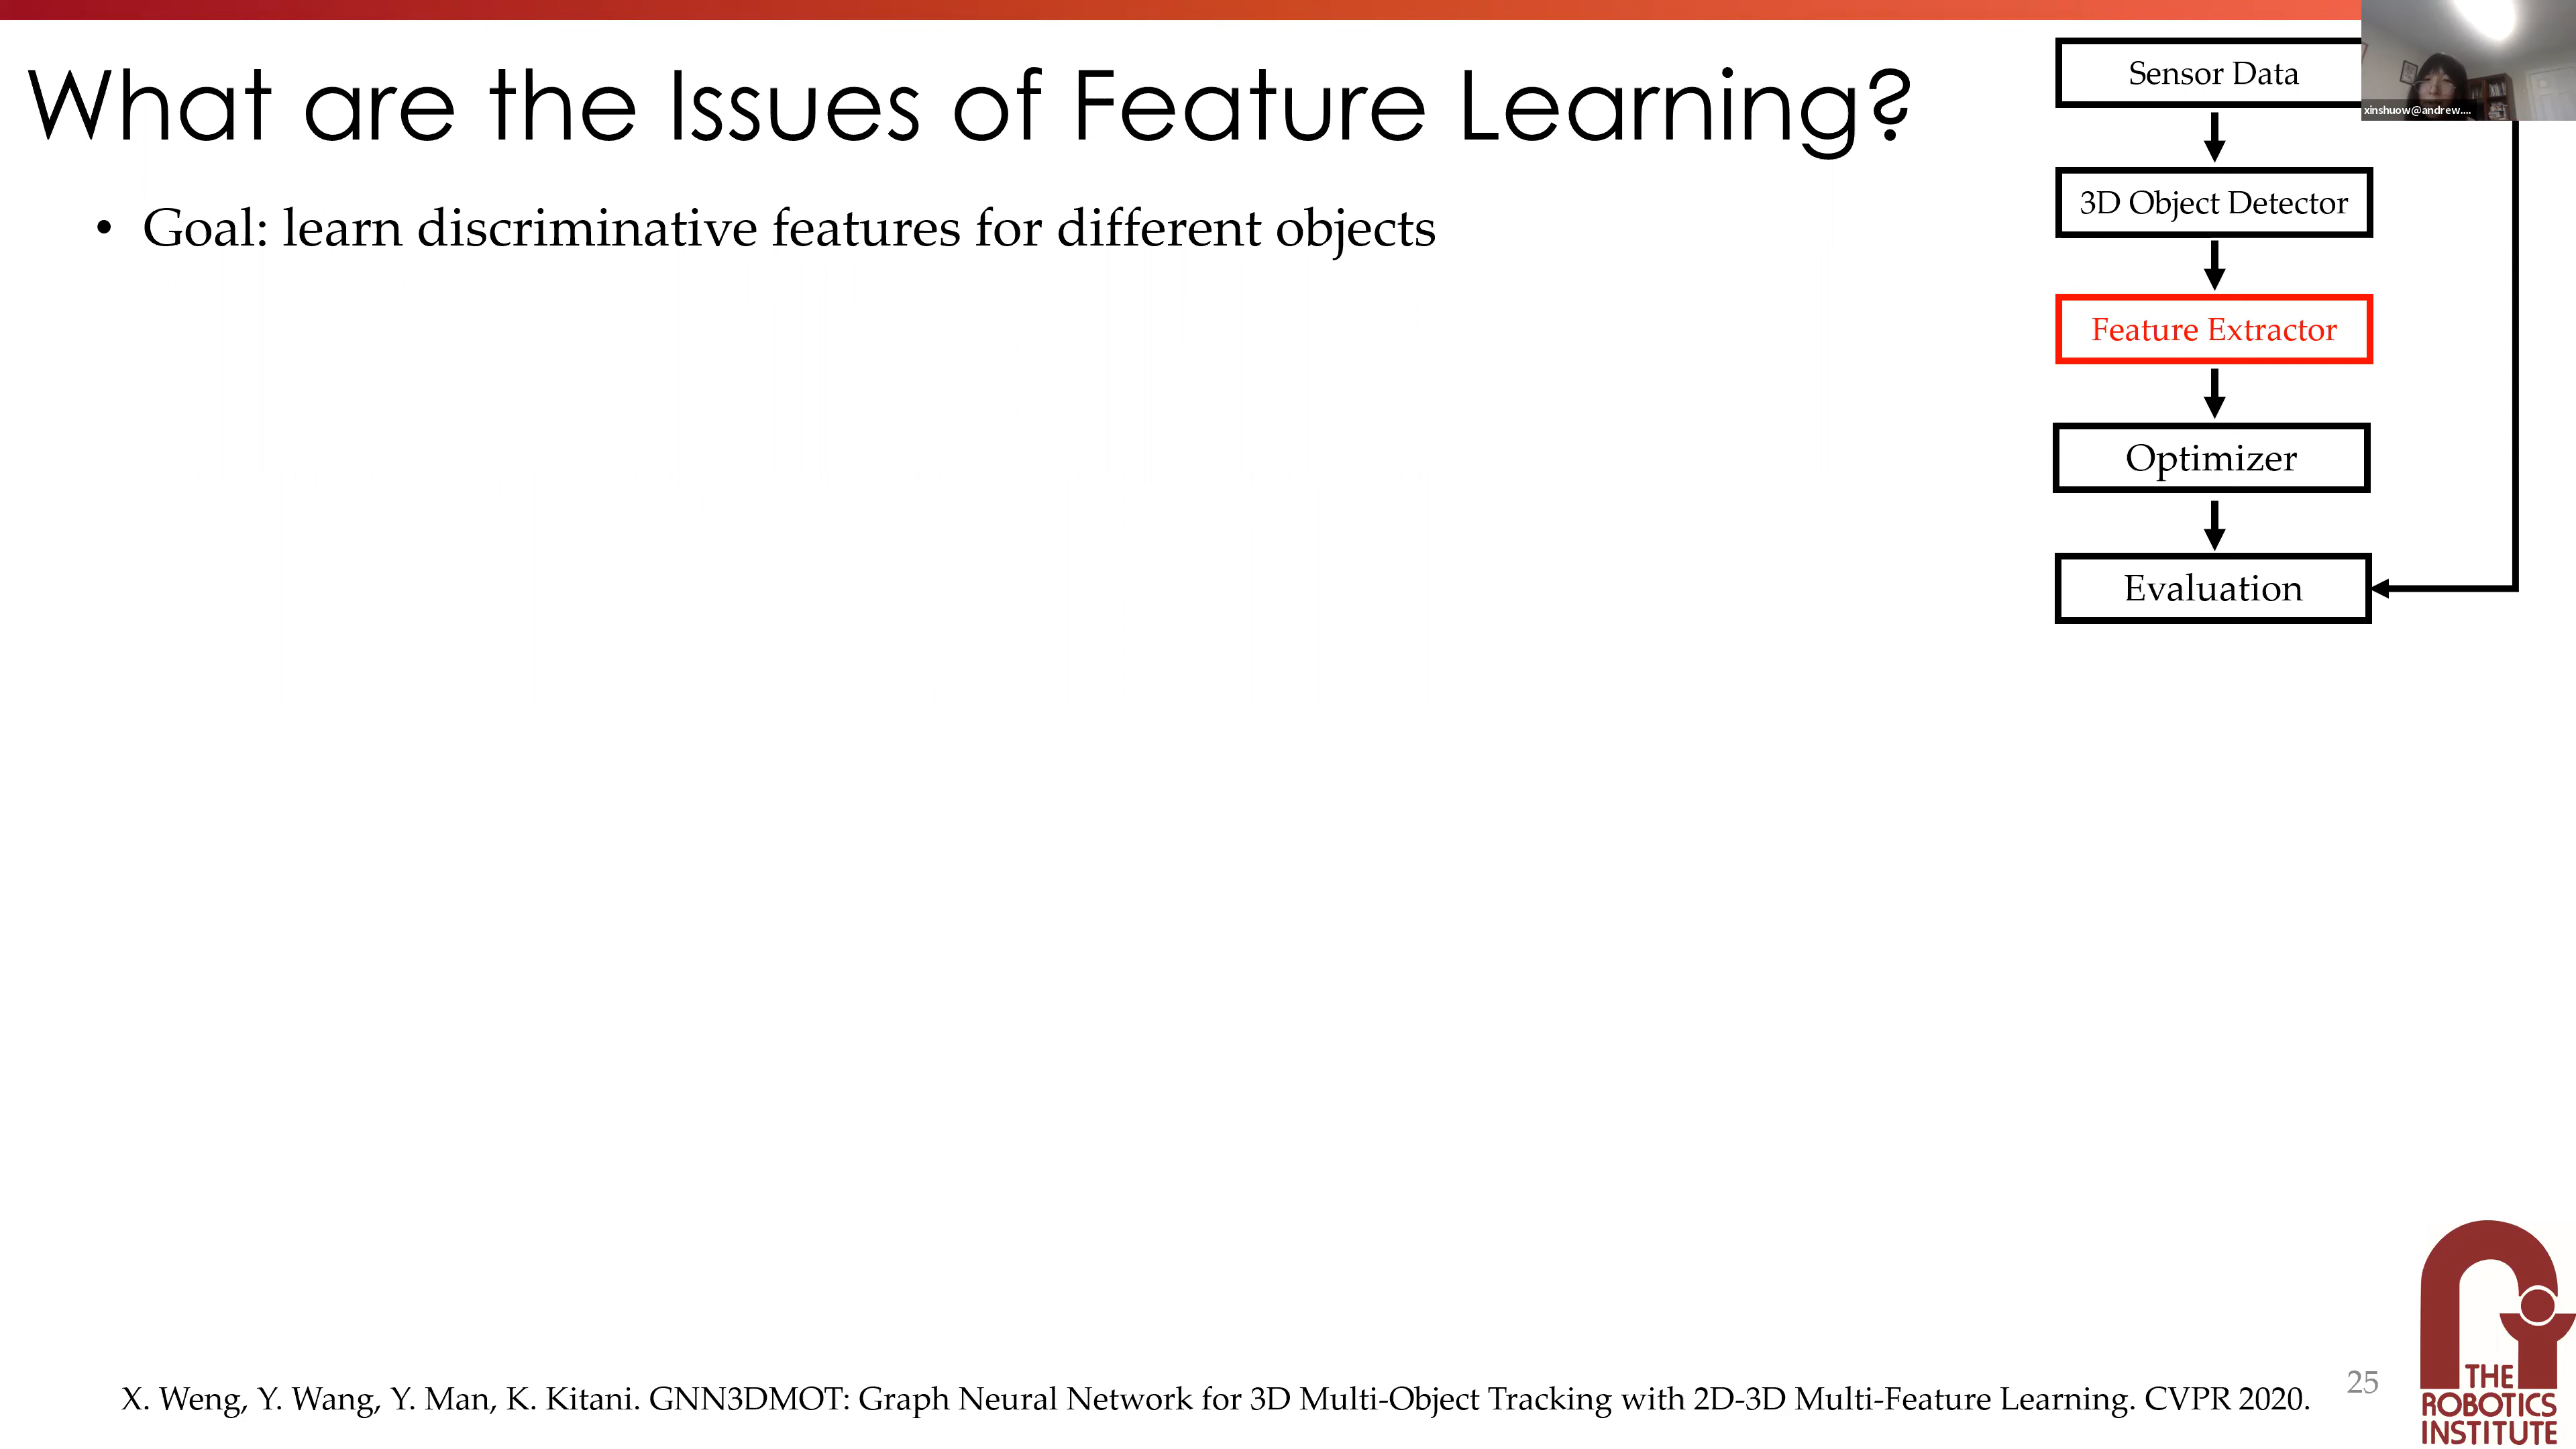 What are the Issues of Feature Learning?
• Goal: learn discriminative features for different objects
Sensor Data
xinshuow@andrew....
3D Object Detector
Feature Extractor
Optimizer
Evaluation
X. Weng, Y. Wang, Y. Man, K. Kitani. GNN3DMOT: Graph Neural Network for 3D Multi-Object Tracking with 2D-3D Multi-Feature Learning. CVPR 2020.
25
THE
ROBOTICS
INSTITUTE